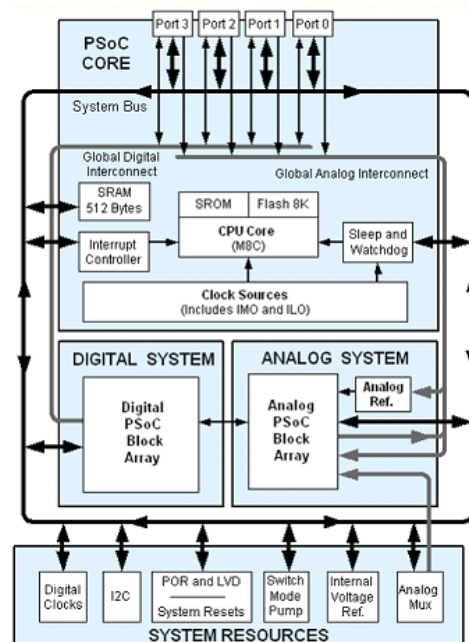 Port 3 Port 2 Port 1 Port 0
PSoC
CORE
System Bus
Global Digital
Interconnect
Global Analog Interconnect
SRAM
512 Bytes
SROM Flash 8K
CPU Core
(M8C)
Interrupt
Controller
Sleep and
Watchdog
Clock Sources
(Includes IMO and ILO)
DIGITAL SYSTEM
ANALOG SYSTEM
Digital
PSoC
Block
Array
Analog
PSoC
Block
Array
Analog
Ref.
Digital
Clocks
I2C
POR and LVD
System Resets
Switch
Mode
Pump
Internal
Voltage
Ref.
Analog
Mux
SYSTEM RESOURCES